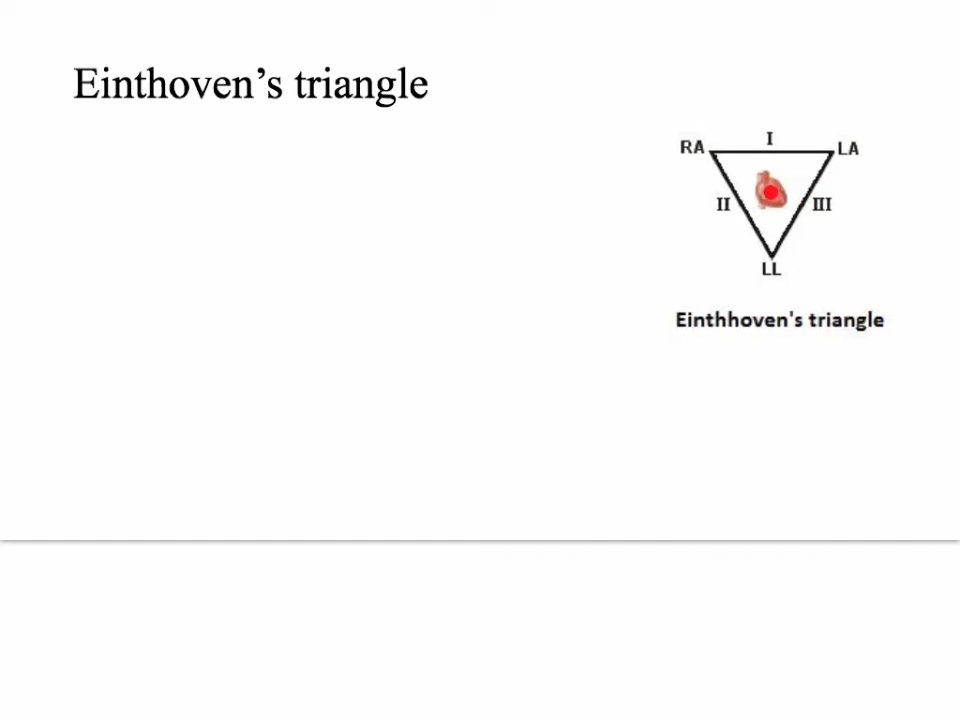 Einthoven’s triangle
I
RA
LA
II
III
LL
Einthhoven's triangle